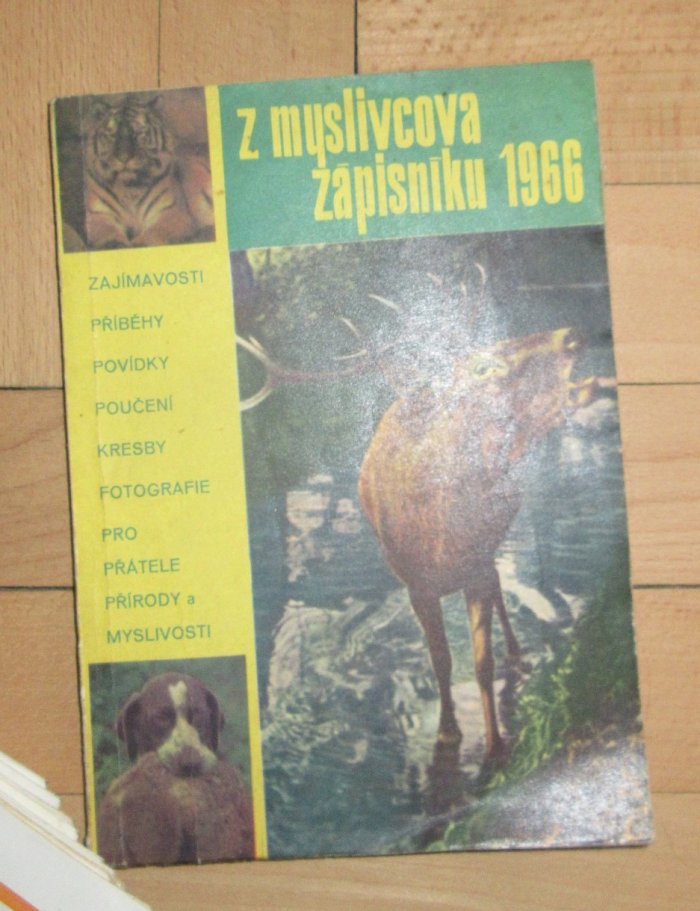 z myslivcova
zápisníku 1966
ZAJÍMAVOSTI
PŘÍBĚHY
POVÍDKY
POUČENÍ
KRESBY
FOTOGRAFIE
PRO
PŘÁTELE
PŘÍRODY a
MYSLIVOSTI